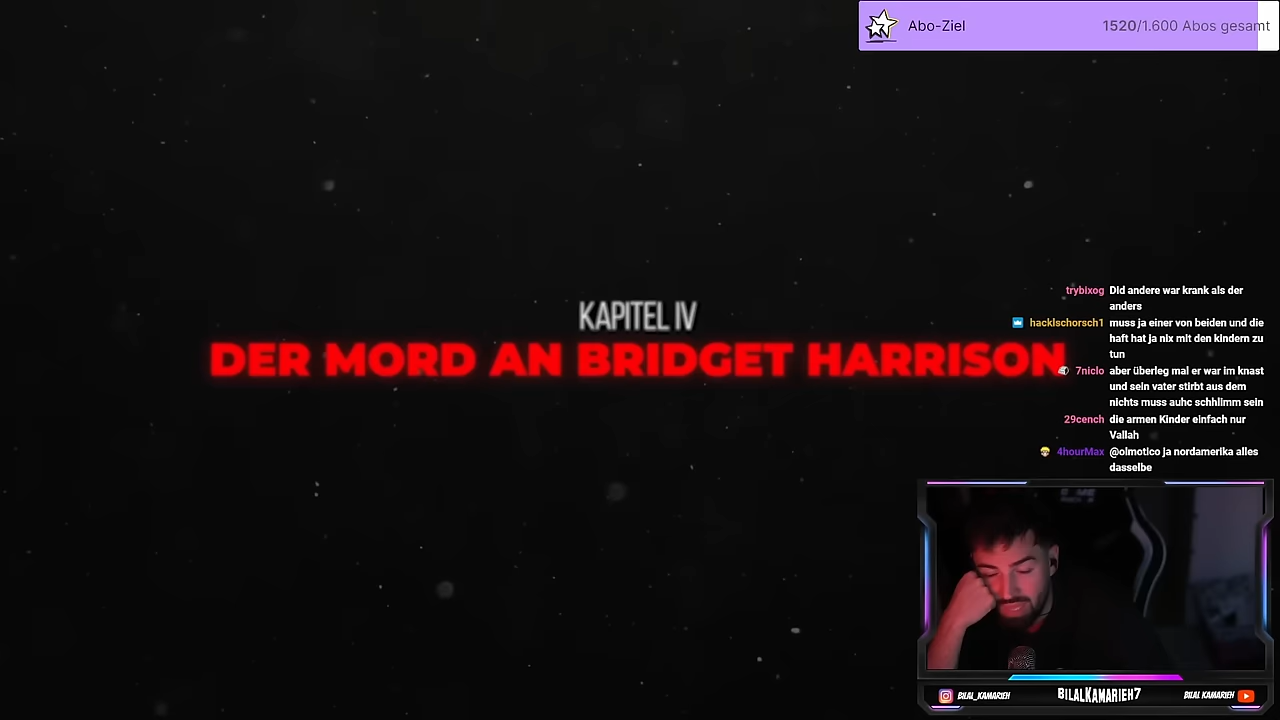 Abo-Ziel
1520/1.600 Abos gesamt
KAPITEL IV
DER MORD AN BRIDGET HARRISON
trybixog DId andere war krank als der
anders
hacklschorsch1 muss ja einer von beiden und die
haft hat ja nix mit den kindern zu
tun
7niclo aber überleg mal er war im knast
und sein vater stirbt aus dem
nichts muss auhc schhlimm sein
29cench die armen Kinder einfach nur
Vallah
4hourMax @olmotico ja nordamerika alles
dasselbe
BILAL_KAMARIEH
BILALKAMARIEH7
BILAL KAMARIEH